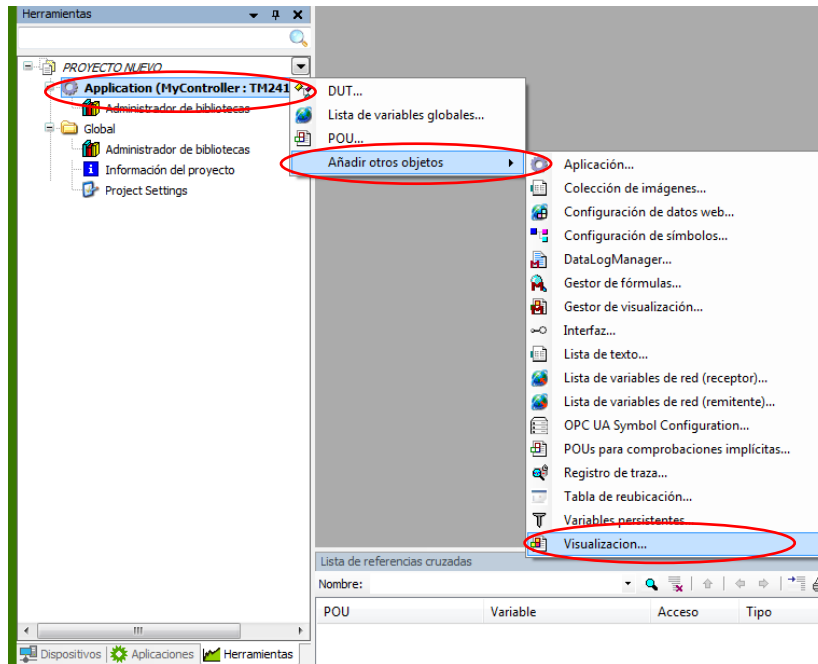 Herramientas
PROYECTO NUEVO
Application (MyController : TM241
Administrador de bibliotecas
Global
Administrador de bibliotecas
Información del proyecto
Project Settings
DUT...
Lista de variables globales...
POU...
Añadir otros objetos
Aplicación...
Colección de imágenes...
Configuración de datos web...
Configuración de símbolos...
DataLogManager...
Gestor de fórmulas...
Gestor de visualización...
Interfaz...
Lista de texto...
Lista de variables de red (receptor)...
Lista de variables de red (remitente)...
OPC UA Symbol Configuration...
POUs para comprobaciones implícitas...
Registro de traza...
Tabla de reubicación...
Variables persistentes...
Visualizacion...
Lista de referencias cruzadas
Nombre:
POU Variable Acceso Tipo
Dispositivos Aplicaciones Herramientas